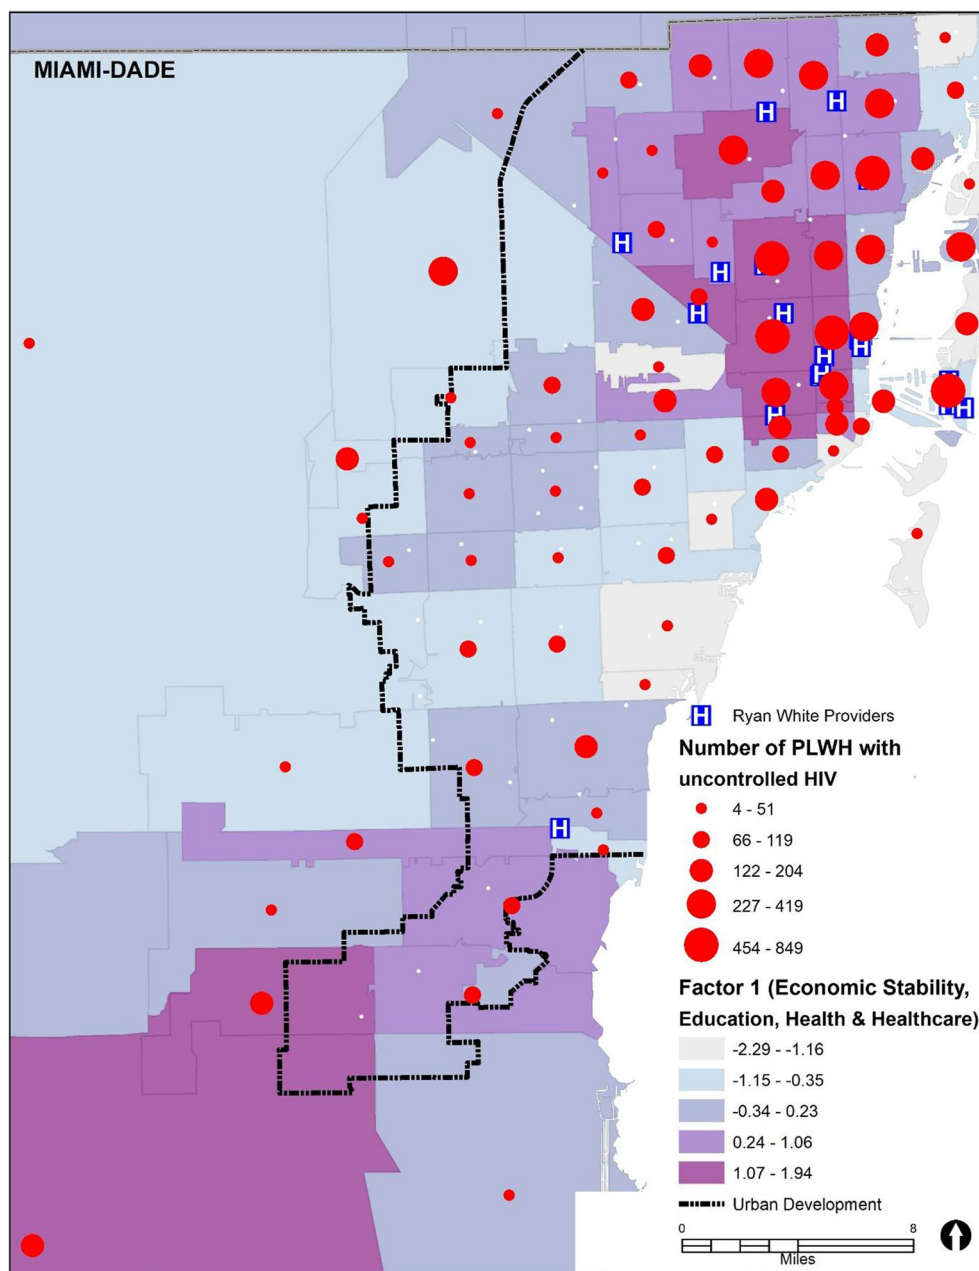 MIAMI-DADE
H
H
H
H
H
H
H
H
H
H
H
H
H
H
H Ryan White Providers
Number of PLWH with
uncontrolled HIV
4 - 51
66 - 119
122 - 204
227 - 419
454 - 849
Factor 1 (Economic Stability,
Education, Health & Healthcare)
-2.29 - -1.16
-1.15 - -0.35
-0.34 - 0.23
0.24 - 1.06
1.07 - 1.94
Urban Development
0 8
Miles